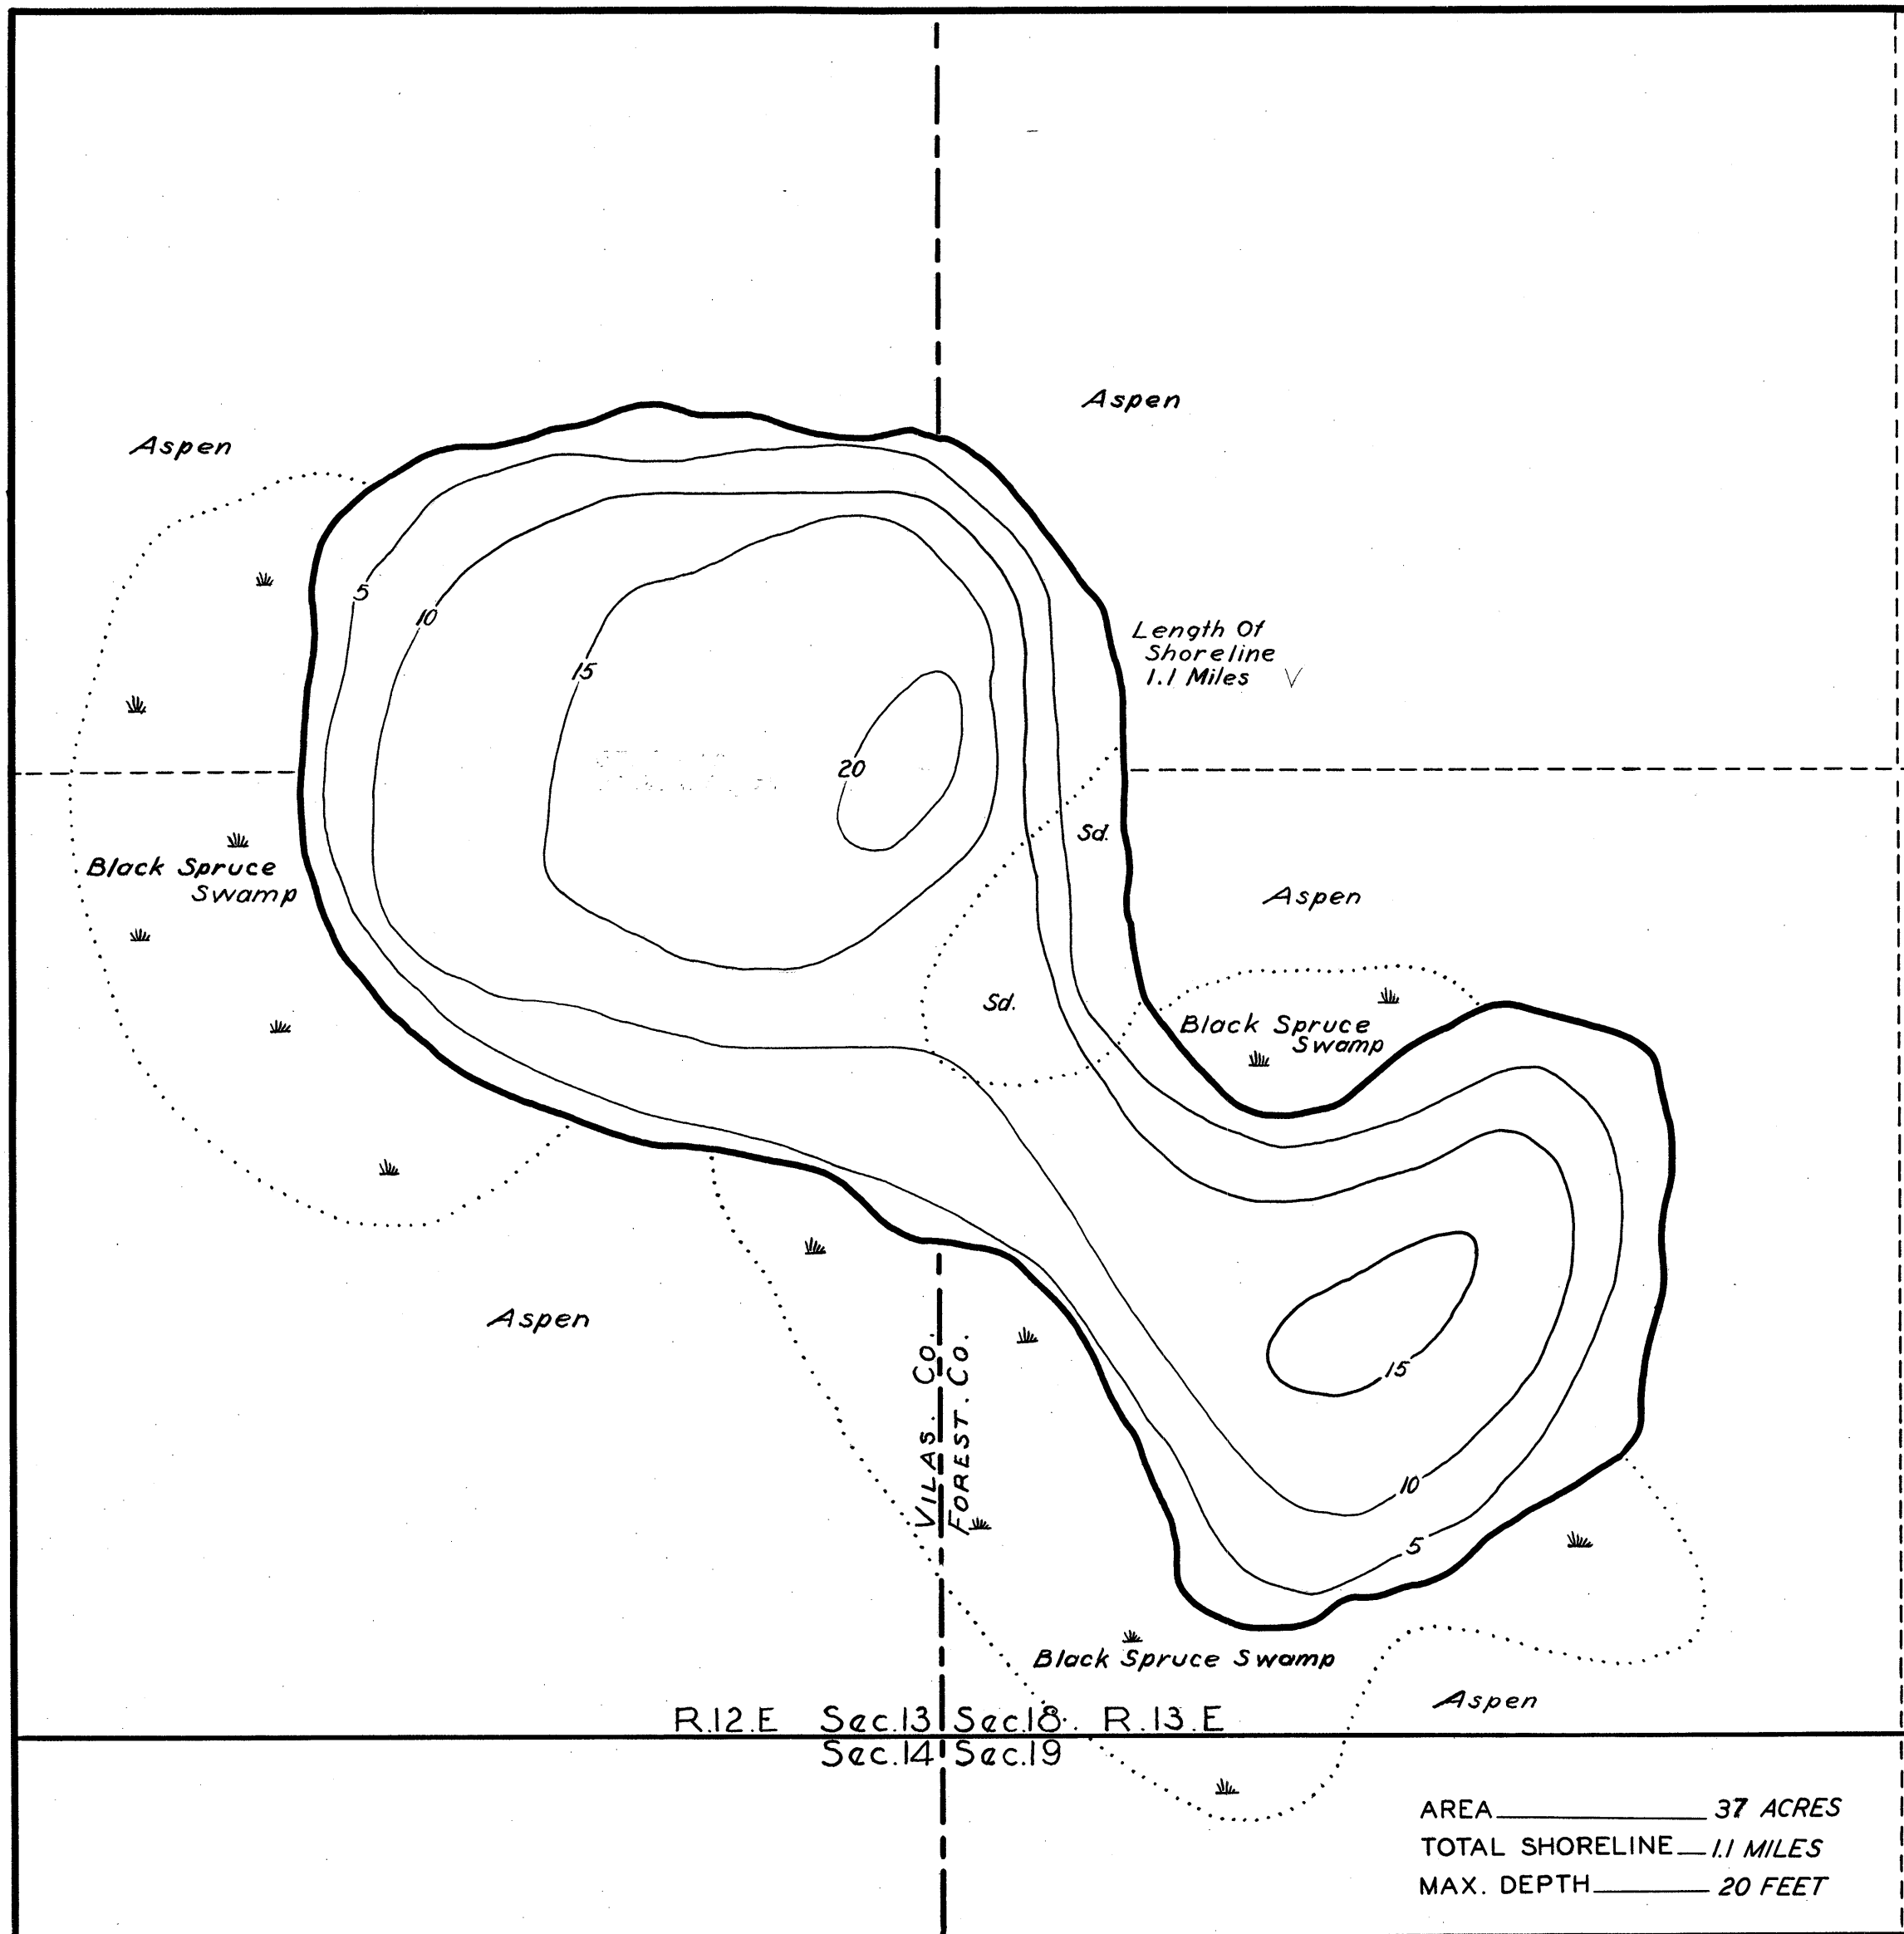 Aspen
Aspen
5
10
Length Of
Shoreline
1.1 Miles
15
20
Sd.
Black Spruce
Swamp
Aspen
Sd.
Black Spruce
Swamp
Aspen
VILAS. CO.
FOREST. CO.
15
10
5
Black Spruce Swamp
Aspen
R.12.E Sec.13 Sec.18. R.13.E
Sec.14 Sec.19
AREA 37 ACRES
TOTAL SHORELINE 1.1 MILES
MAX. DEPTH 20 FEET